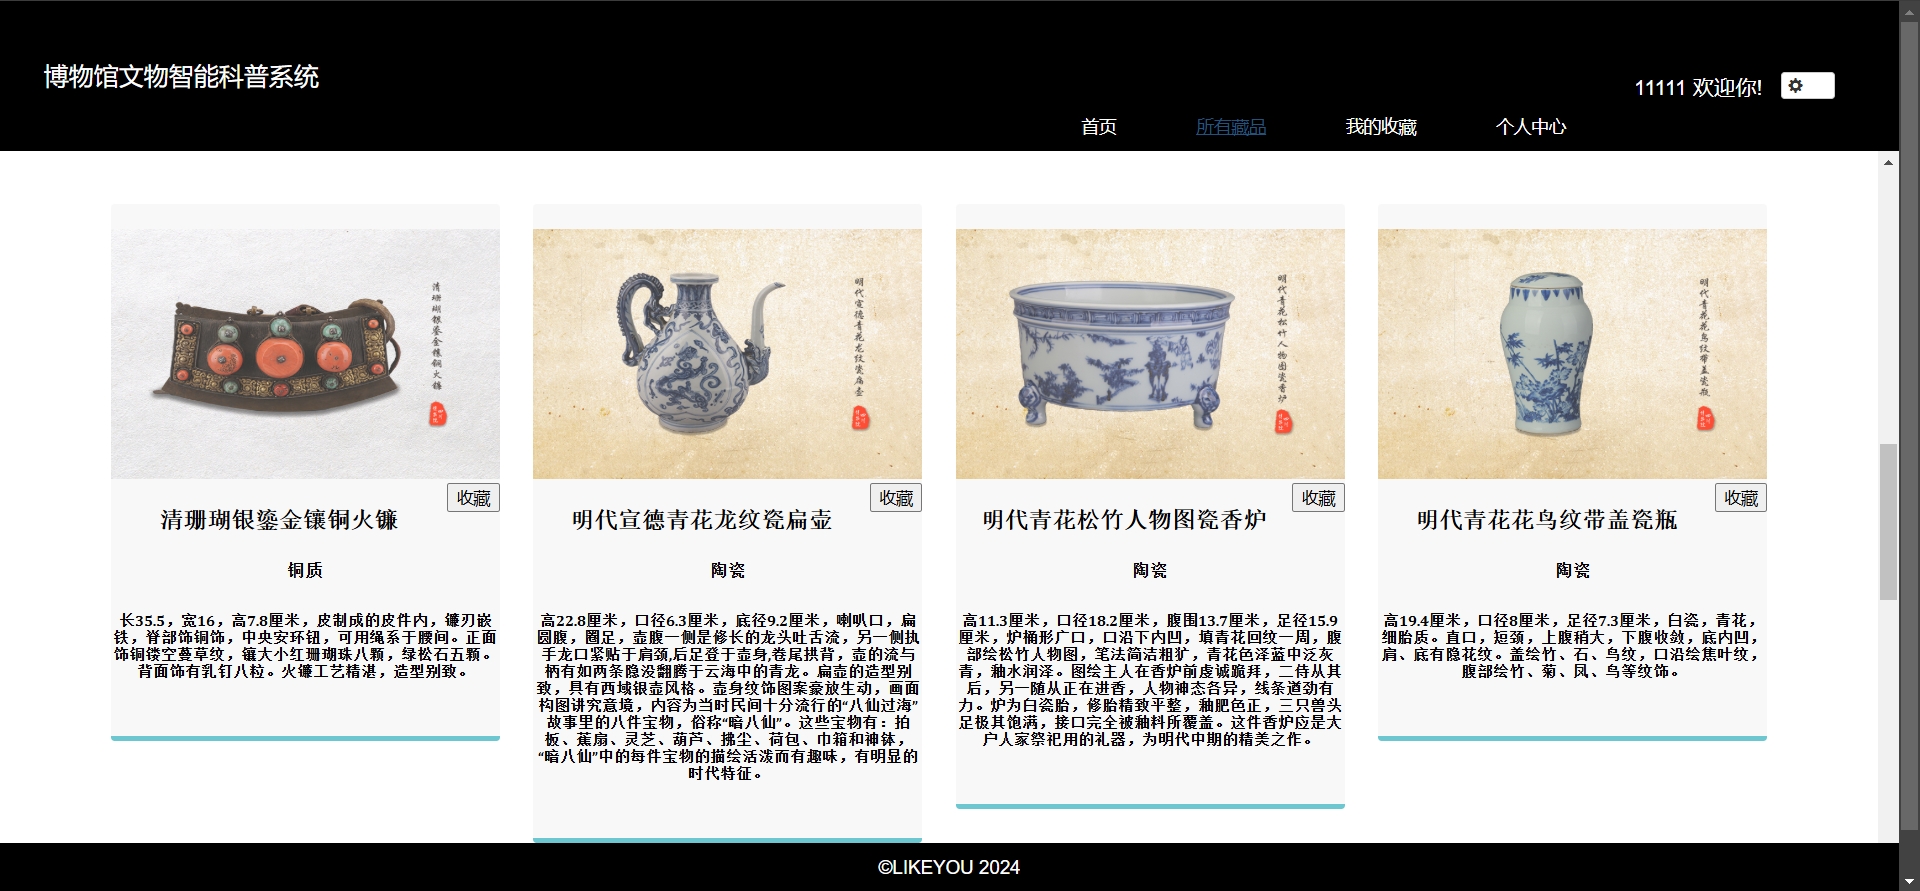 博物馆文物智能科普系统
11111 欢迎你!
首页
所有藏品
我的收藏
个人中心
清珊瑚银鎏金镶铜火镰
收藏
清珊瑚银鎏金镶铜火镰
铜质
长35.5，宽16，高7.8厘米，皮制成的皮件内，镰刃嵌
铁，脊部饰铜饰，中央安环钮，可用绳系于腰间。正面
饰铜镂空蔓草纹，镶大小红珊瑚珠八颗，绿松石五颗。
背面饰有乳钉八粒。火镰工艺精湛，造型别致。
明代宣德青花龙纹瓷扁壶
收藏
明代宣德青花龙纹瓷扁壶
陶瓷
高22.8厘米，口径6.3厘米，底径9.2厘米，喇叭口，扁
圆腹，圈足，壶腹一侧是修长的龙头吐舌流，另一侧执
手龙口紧贴于肩颈,后足登于壶身,卷尾拱背，壶的流与
柄有如两条隐没翻腾于云海中的青龙。扁壶的造型别
致，具有西域银壶风格。壶身纹饰图案豪放生动，画面
构图讲究意境，内容为当时民间十分流行的“八仙过海”
故事里的八件宝物，俗称“暗八仙”。这些宝物有：拍
板、蕉扇、灵芝、葫芦、拂尘、荷包、巾箱和神钵，
“暗八仙”中的每件宝物的描绘活泼而有趣味，有明显的
时代特征。
明代青花松竹人物图瓷香炉
收藏
明代青花松竹人物图瓷香炉
陶瓷
高11.3厘米，口径18.2厘米，腹围13.7厘米，足径15.9
厘米，炉桶形广口，口沿下内凹，填青花回纹一周，腹
部绘松竹人物图，笔法简洁粗犷，青花色泽蓝中泛灰
青，釉水润泽。图绘主人在香炉前虔诚跪拜，二侍从其
后，另一随从正在进香，人物神态各异，线条遒劲有
力。炉为白瓷胎，修胎精致平整，釉肥色正，三只兽头
足极其饱满，接口完全被釉料所覆盖。这件香炉应是大
户人家祭祀用的礼器，为明代中期的精美之作。
明代青花花鸟纹带盖瓷瓶
收藏
明代青花花鸟纹带盖瓷瓶
陶瓷
高19.4厘米，口径8厘米，足径7.3厘米，白瓷，青花，
细胎质。直口，短颈，上腹稍大，下腹收敛，底内凹，
肩、底有隐花纹。盖绘竹、石、鸟纹，口沿绘焦叶纹，
腹部绘竹、菊、凤、鸟等纹饰。
©LIKEYOU 2024